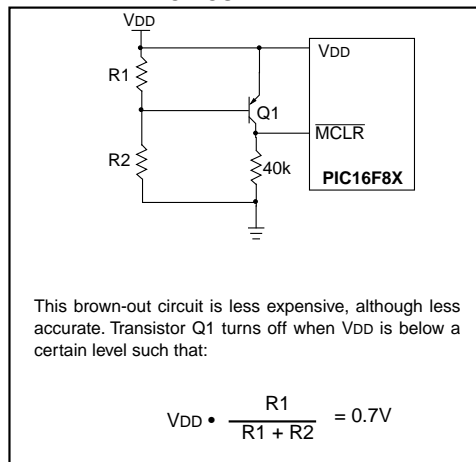 VDD
VDD
R1
Q1
MCLR
R2
40k
PIC16F8X
This brown-out circuit is less expensive, although less
accurate. Transistor Q1 turns off when VDD is below a
certain level such that:
VDD • R1 / R1 + R2 = 0.7V